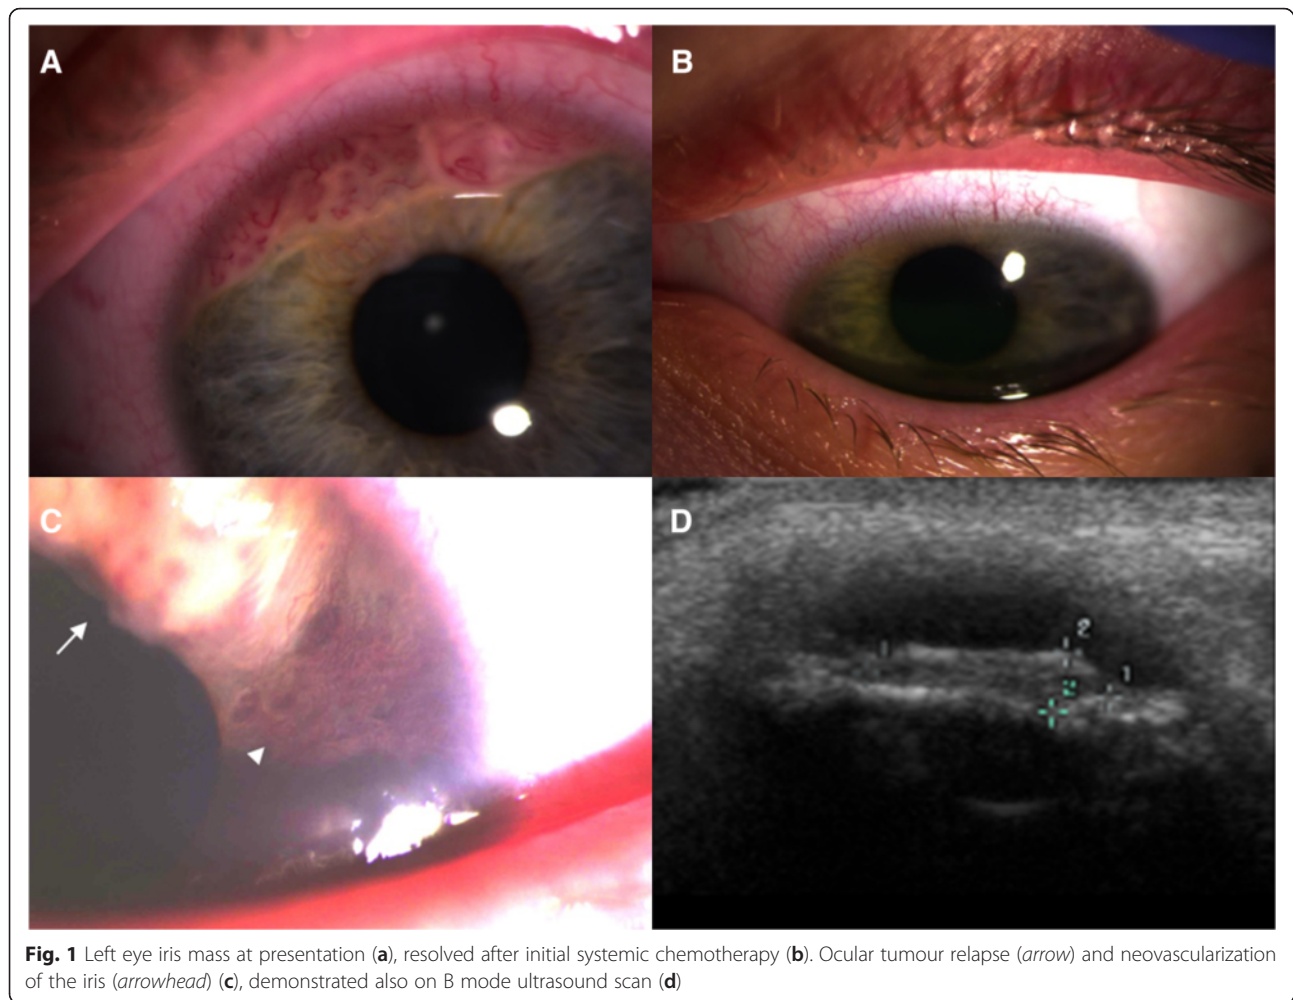 A
B
C
D
2
1
2
Fig. 1 Left eye iris mass at presentation (a), resolved after initial systemic chemotherapy (b). Ocular tumour relapse (arrow) and neovascularization
of the iris (arrowhead) (c), demonstrated also on B mode ultrasound scan (d)